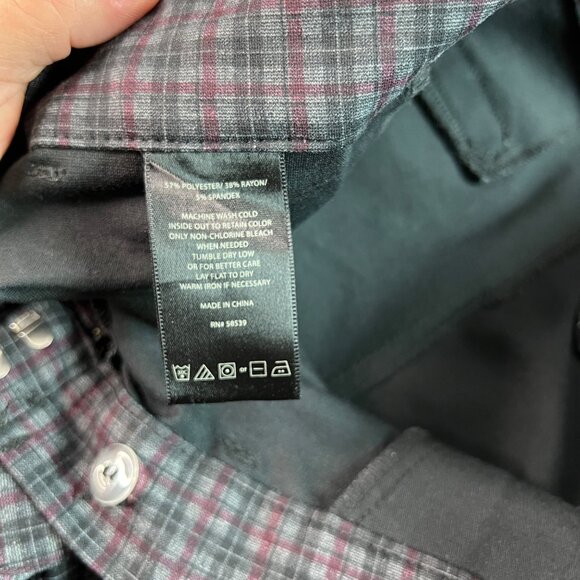 57% POLYESTER/ 38% RAYON/
5% SPANDEX
MACHINE WASH COLD
INSIDE OUT TO RETAIN COLOR
ONLY NON-CHLORINE BLEACH
WHEN NEEDED
TUMBLE DRY LOW
OR FOR BETTER CARE
LAY FLAT TO DRY
WARM IRON IF NECESSARY
MADE IN CHINA
RN# 58539
or